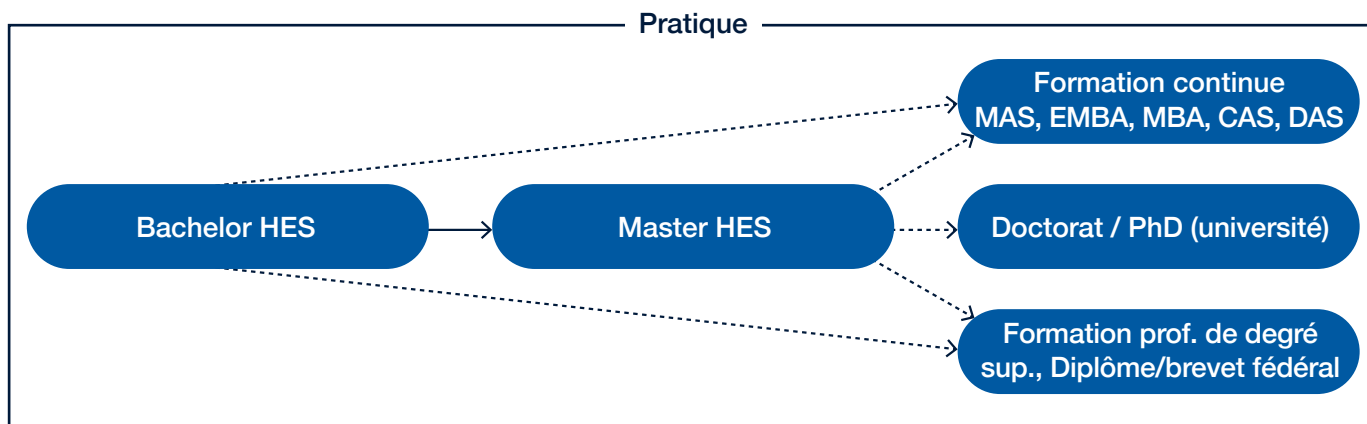 Pratique
Formation continue
MAS, EMBA, MBA, CAS, DAS
Bachelor HES
Master HES
Doctorat / PhD (université)
Formation prof. de degré
sup., Diplôme/brevet fédéral